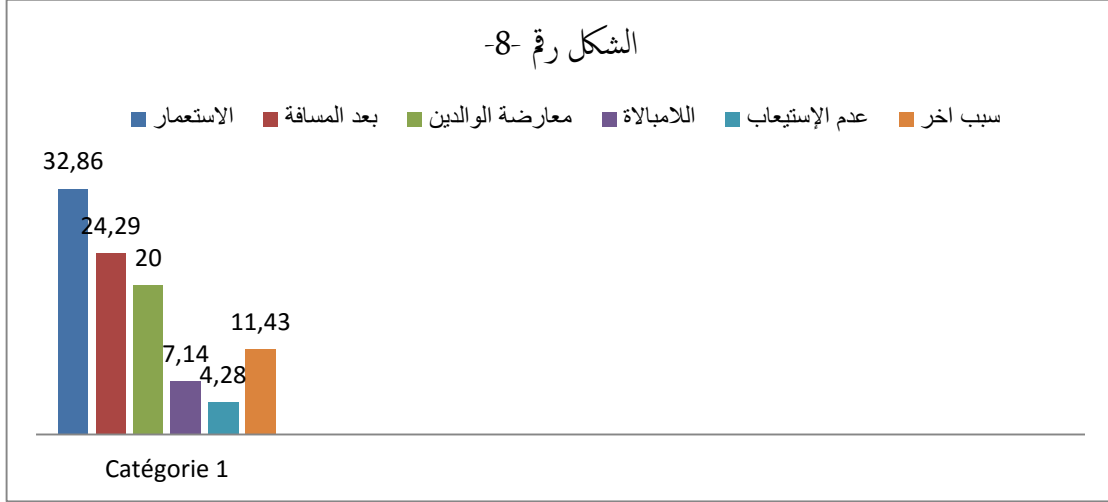 الشكل رقم -8-
الاستعمار بعد المسافة معارضة الوالدين اللامبالاة عدم الإستيعاب سبب اخر
32,86
24,29
20
7,14
4,28
11,43
Catégorie 1